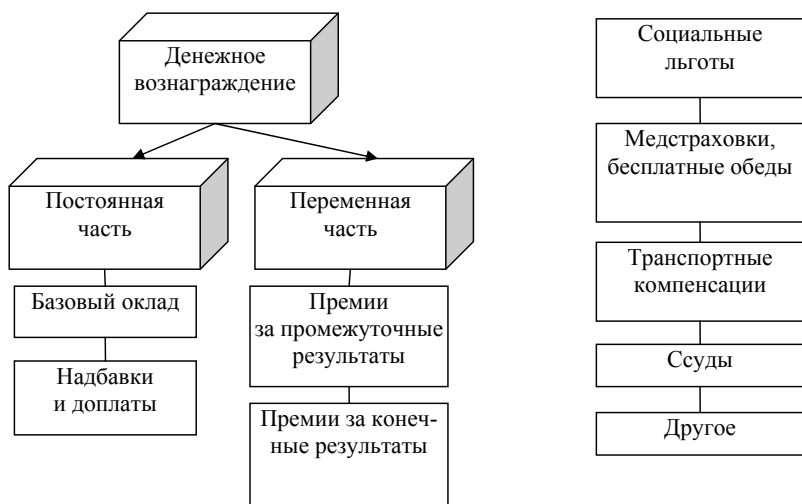 Денежное
вознаграждение
Постоянная
часть
Базовый оклад
Надбавки
и доплаты
Переменная
часть
Премии
за промежуточные
результаты
Премии за конеч-
ные результаты
Социальные
льготы
Медстраховки,
бесплатные обеды
Транспортные
компенсации
Ссуды
Другое